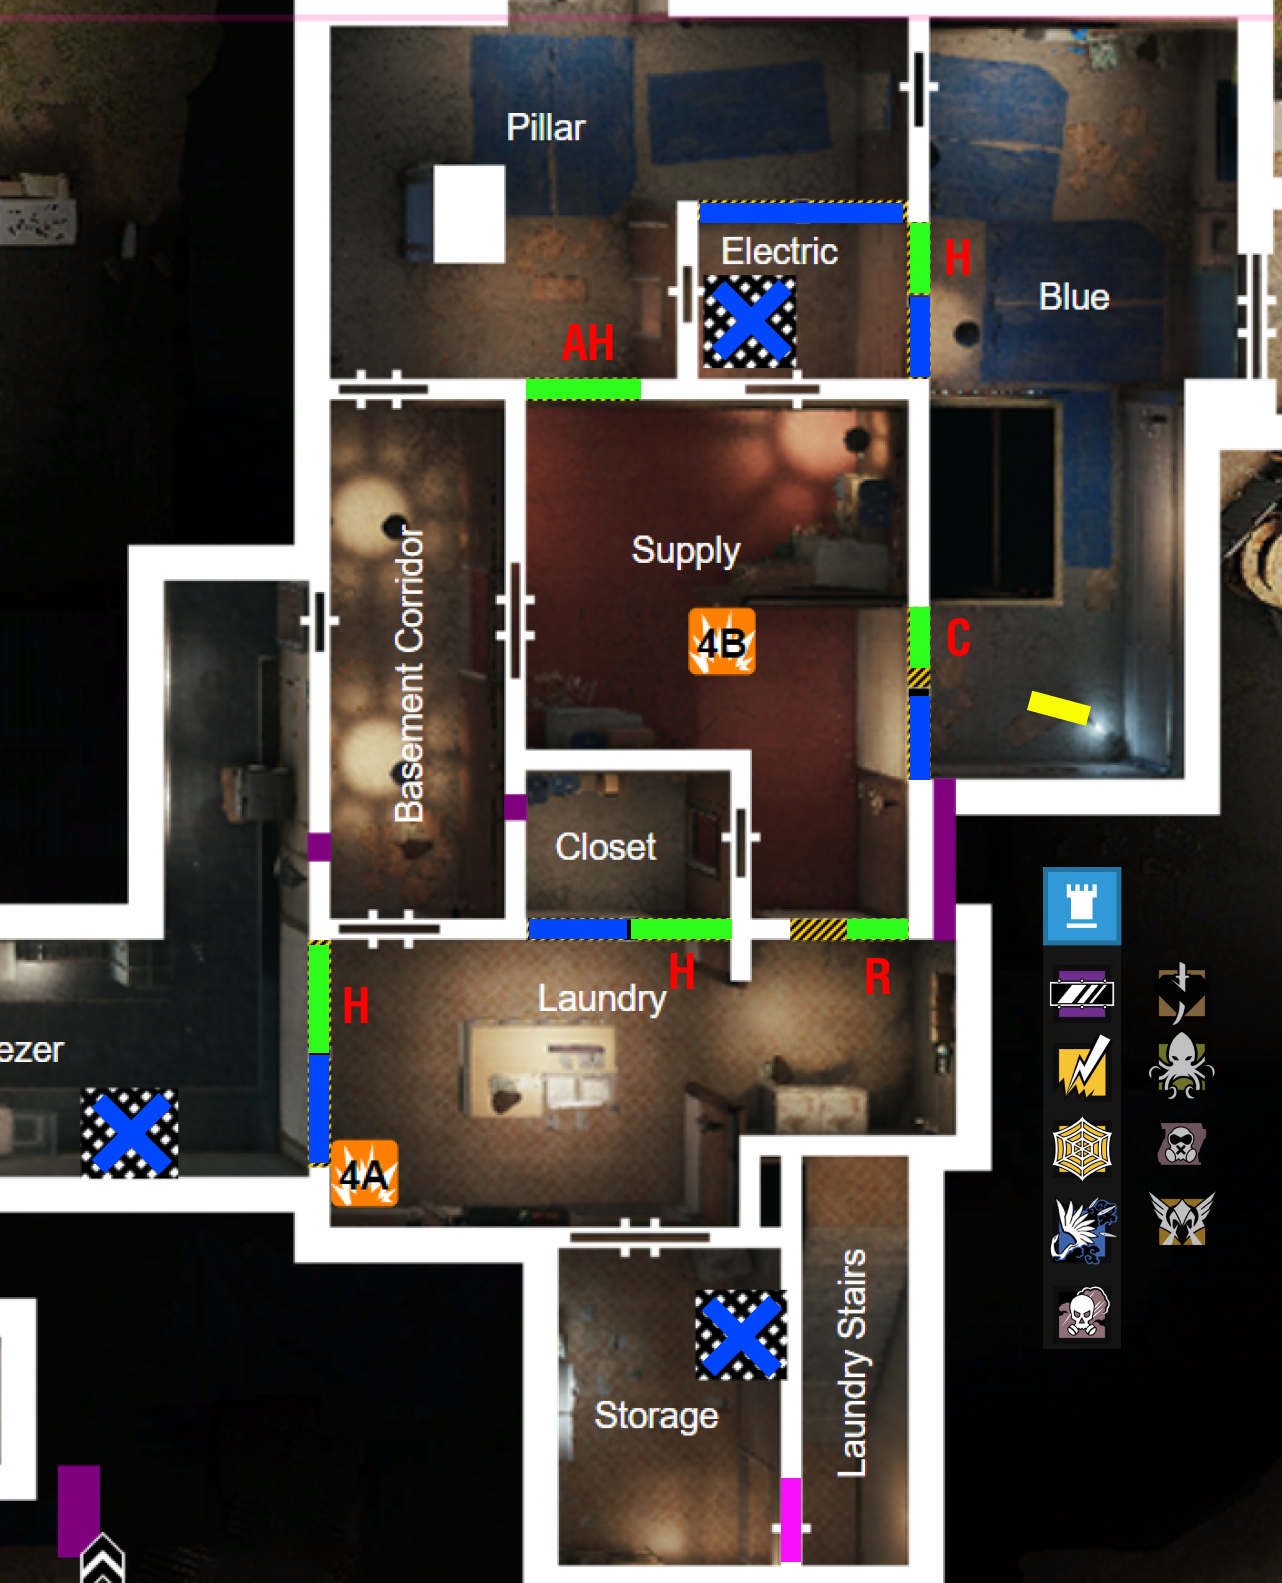 Pillar
Electric
H
Blue
AH
Basement Corridor
Supply
4B
C
Closet
H
R
Laundry
H
ezer
4A
Storage
Laundry Stairs